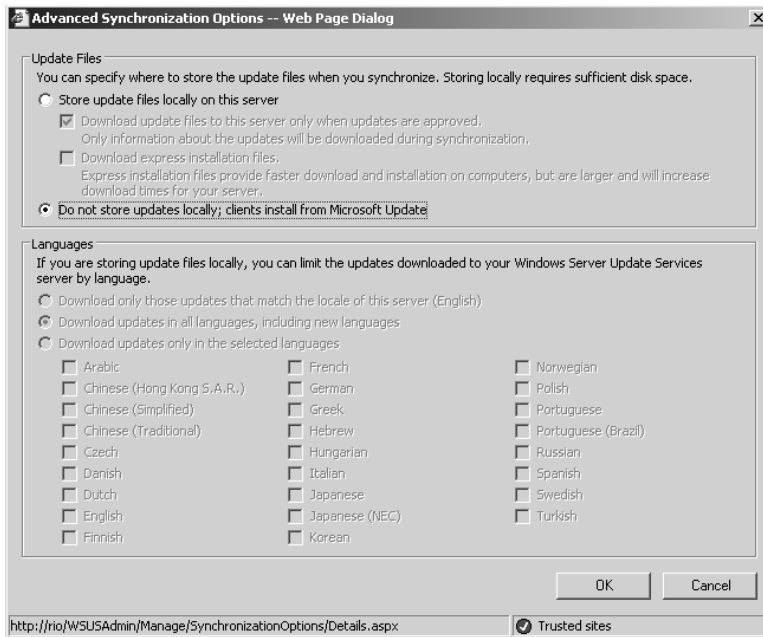 Advanced Synchronization Options -- Web Page Dialog
Update Files
You can specify where to store the update files when you synchronize. Storing locally requires sufficient disk space.
Store update files locally on this server
Download update files to this server only when updates are approved.
Only information about the updates will be downloaded during synchronization.
Download express installation files.
Express installation files provide faster download and installation on computers, but are larger and will increase
download times for your server.
Do not store updates locally; clients install from Microsoft Update
Languages
If you are storing update files locally, you can limit the updates downloaded to your Windows Server Update Services
server by language.
Download only those updates that match the locale of this server (English)
Download updates in all languages, including new languages
Download updates only in the selected languages
Arabic French Norwegian
Chinese (Hong Kong S.A.R.) German Polish
Chinese (Simplified) Greek Portuguese
Chinese (Traditional) Hebrew Portuguese (Brazil)
Czech Hungarian Russian
Danish Italian Spanish
Dutch Japanese Swedish
English Japanese (NEC) Turkish
Finnish Korean
OK Cancel
http://rio/WSUSAdmin/Manage/SynchronizationOptions/Details.aspx Trusted sites